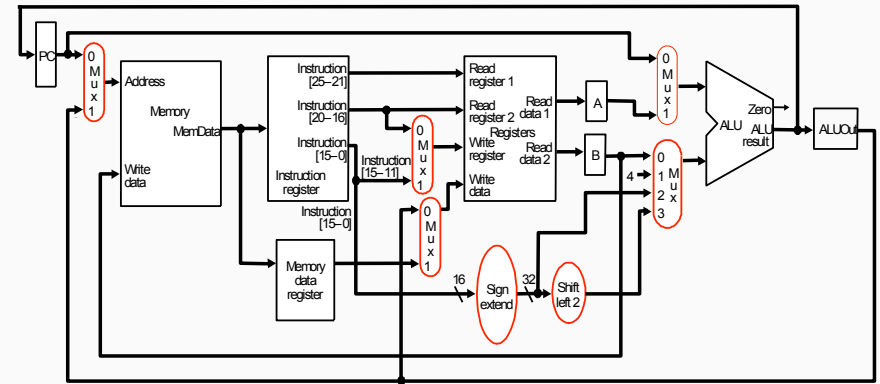 PC
0
M
u
x
1
Address
Memory
MemData
Write
data
Instruction
[25–21]
Instruction
[20–16]
Instruction
[15–0]
Instruction
register
Instruction
[15–11]
Instruction
[15–0]
Memory
data
register
0
M
u
x
1
0
M
u
x
1
16
Sign
extend
32
Shift
left 2
Read
register 1
Read
register 2
Registers
Write
register
Write
data
Read
data 1
Read
data 2
A
B
4
0
M
u
x
1
0
1
2
3
M
u
x
ALU
Zero
ALU
result
ALUOut